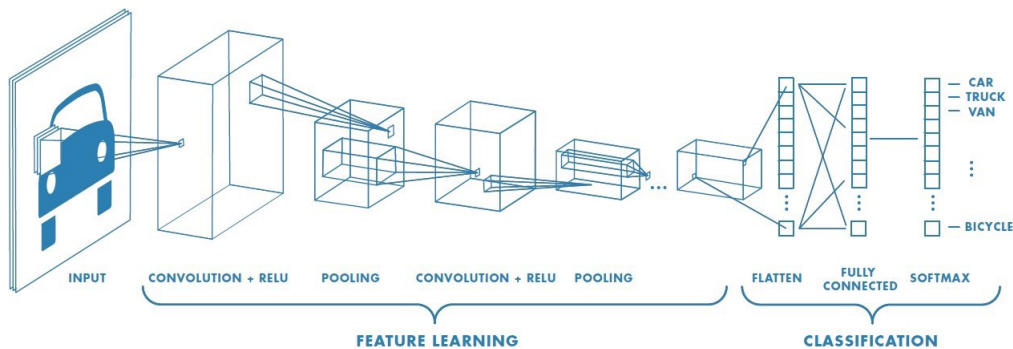 CAR
TRUCK
VAN
BICYCLE
INPUT
CONVOLUTION + RELU
POOLING
CONVOLUTION + RELU
POOLING
FLATTEN
FULLY
CONNECTED
SOFTMAX
FEATURE LEARNING
CLASSIFICATION